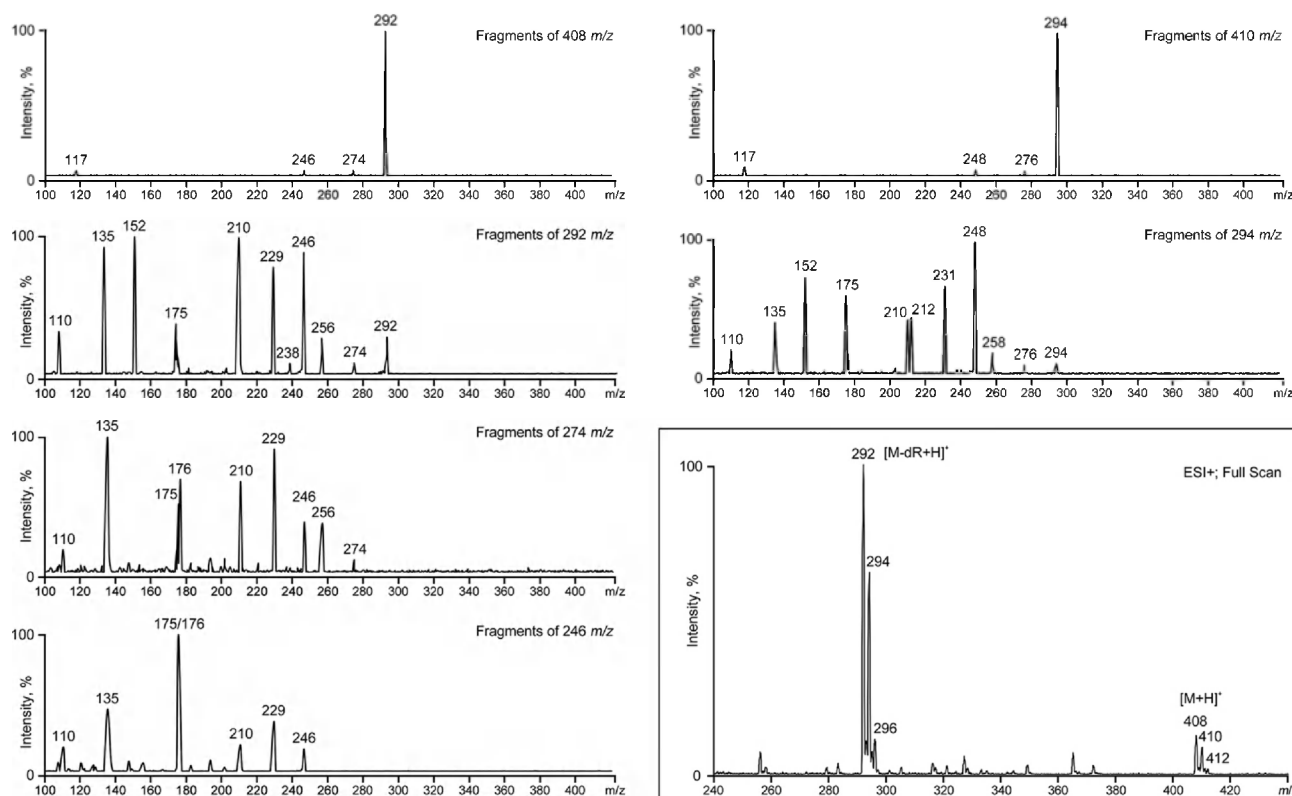 100
292
Fragments of 408 m/z
Intensity, %
117
246
274
0
100 120 140 160 180 200 220 240 260 280 300 320 340 360 380 400 m/z
100
294
Fragments of 410 m/z
Intensity, %
117
248
276
0
100 120 140 160 180 200 220 240 260 280 300 320 340 360 380 400 m/z
100
135
152
210
246
Fragments of 292 m/z
Intensity, %
229
110
175
238
256
274
292
0
100 120 140 160 180 200 220 240 260 280 300 320 340 360 380 400 m/z
100
248
Fragments of 294 m/z
Intensity, %
152
175
231
210
212
135
110
258
276
294
0
100 120 140 160 180 200 220 240 260 280 300 320 340 360 380 400 m/z
100
135
Fragments of 274 m/z
Intensity, %
229
176
175
210
246
256
110
274
0
100 120 140 160 180 200 220 240 260 280 300 320 340 360 380 400 m/z
100
175/176
Fragments of 246 m/z
Intensity, %
135
229
110
210
246
0
100 120 140 160 180 200 220 240 260 280 300 320 340 360 380 400 m/z
100
292 [M-dR+H]⁺
ESI+; Full Scan
294
Intensity, %
296
[M+H]⁺
408
410
412
0
240 260 280 300 320 340 360 380 400 420 m/